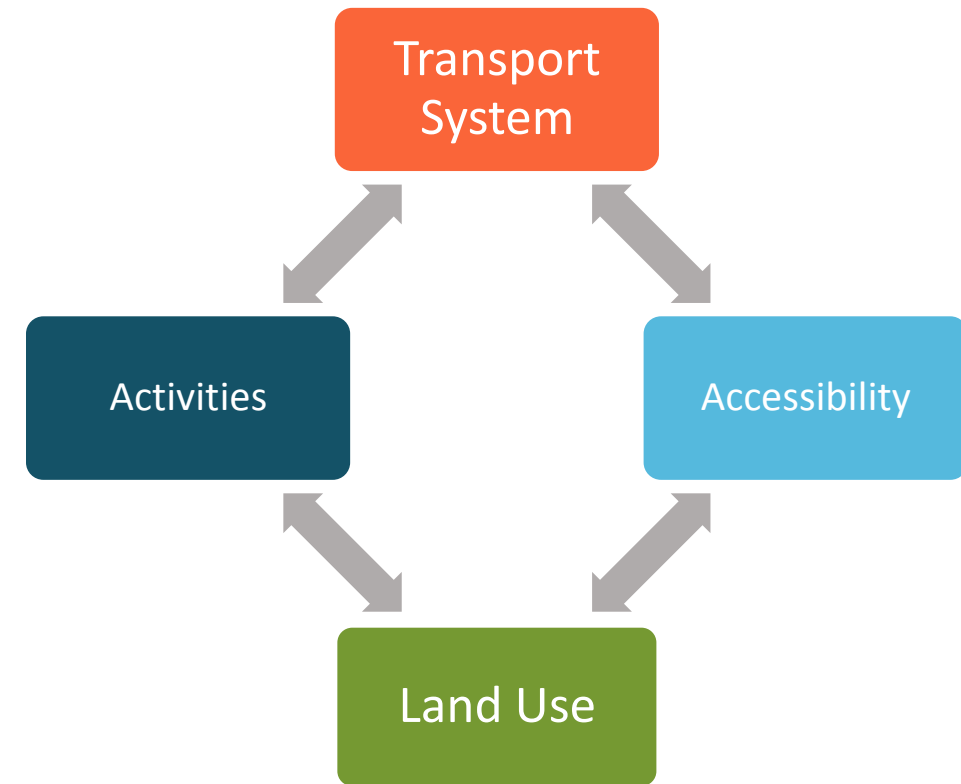 Transport
System
Activities
Accessibility
Land Use